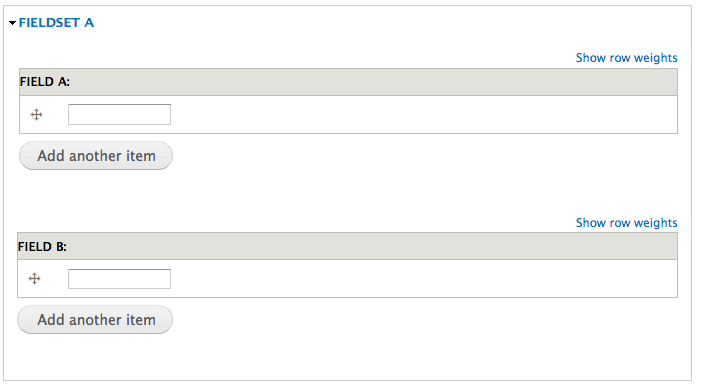 FIELDSET A
Show row weights
FIELD A:
Add another item
Show row weights
FIELD B:
Add another item